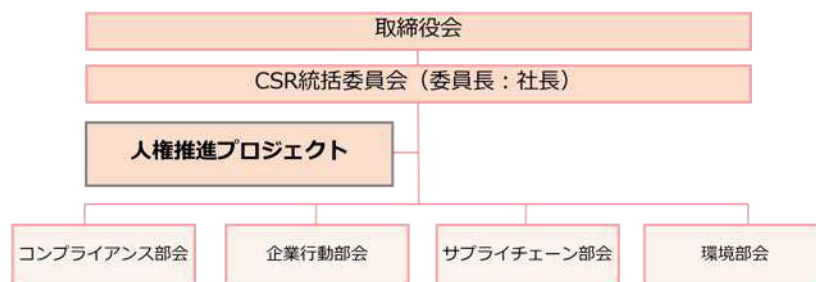 取締役会
CSR統括委員会（委員長：社長）
人権推進プロジェクト
コンプライアンス部会
企業行動部会
サプライチェーン部会
環境部会